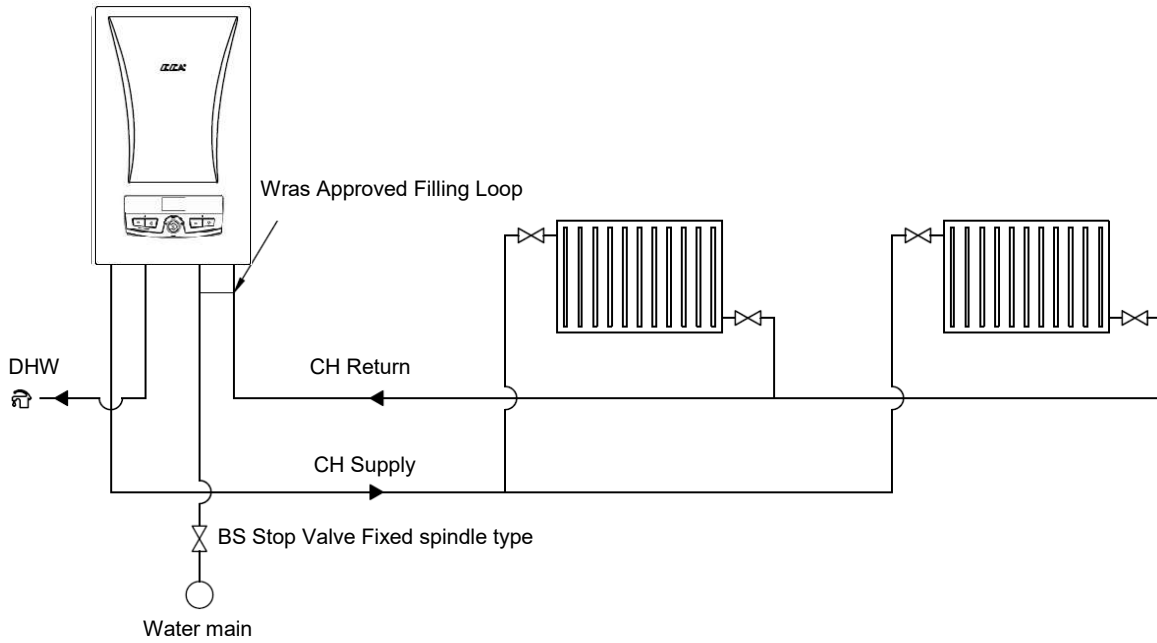 Wras Approved Filling Loop
DHW
CH Return
CH Supply
BS Stop Valve Fixed spindle type
Water main